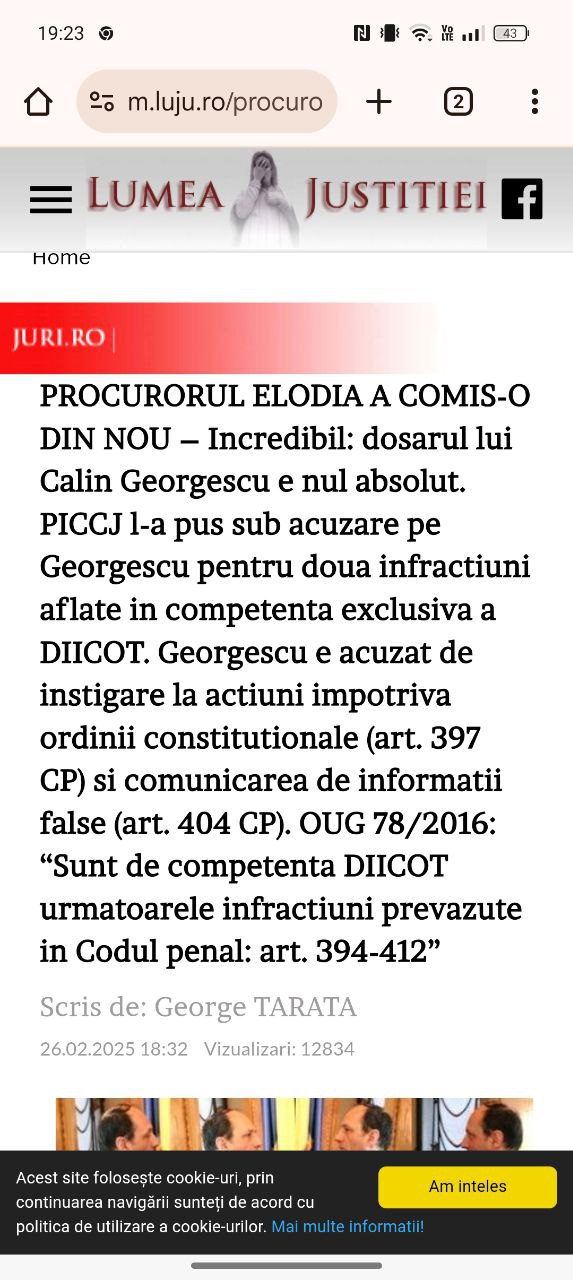 19:23
Vo
LTE
43
m.luju.ro/procuro
2
LUMEA JUSTITIEI
Home
JURI.RO
PROCURORUL ELODIA A COMIS-O
DIN NOU – Incredibil: dosarul lui
Calin Georgescu e nul absolut.
PICCJ l-a pus sub acuzare pe
Georgescu pentru doua infractiuni
aflate in competenta exclusiva a
DIICOT. Georgescu e acuzat de
instigare la actiuni impotriva
ordinii constitutionale (art. 397
CP) si comunicarea de informatii
false (art. 404 CP). OUG 78/2016:
“Sunt de competenta DIICOT
urmatoarele infractiuni prevazute
in Codul penal: art. 394-412”
Scris de: George TARATA
26.02.2025 18:32 Vizualizari: 12834
Acest site folosește cookie-uri, prin
continuarea navigării sunteți de acord cu
politica de utilizare a cookie-urilor. Mai multe informatii!
Am inteles